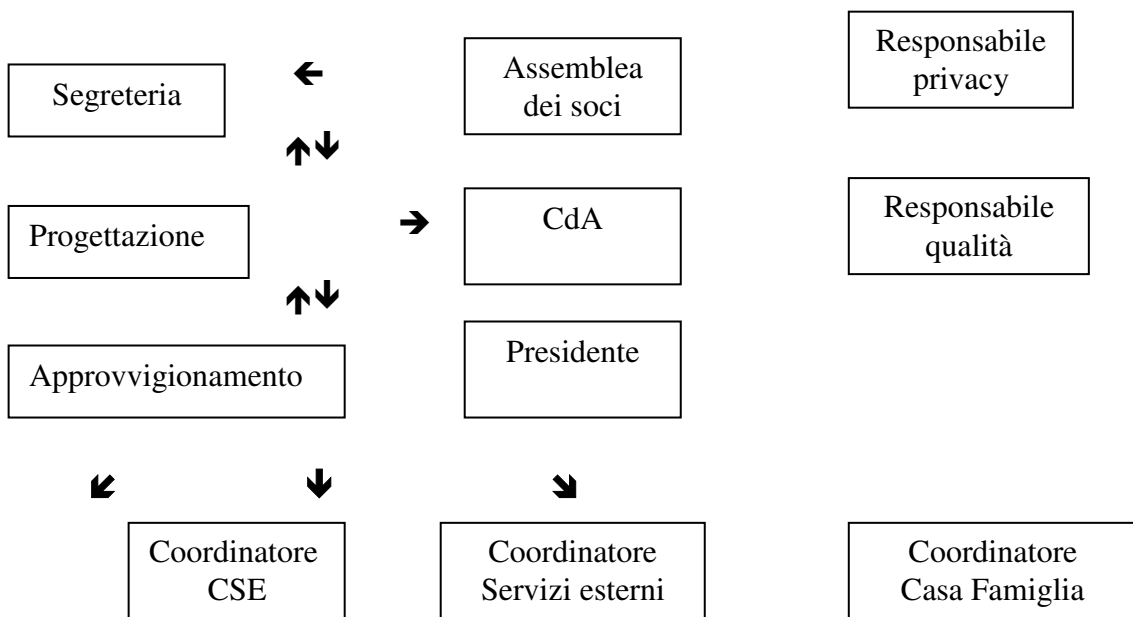 Segreteria
Assemblea
dei soci
Responsabile
privacy
Progettazione
CdA
Responsabile
qualità
Approvvigionamento
Presidente
Coordinatore
CSE
Coordinatore
Servizi esterni
Coordinatore
Casa Famiglia